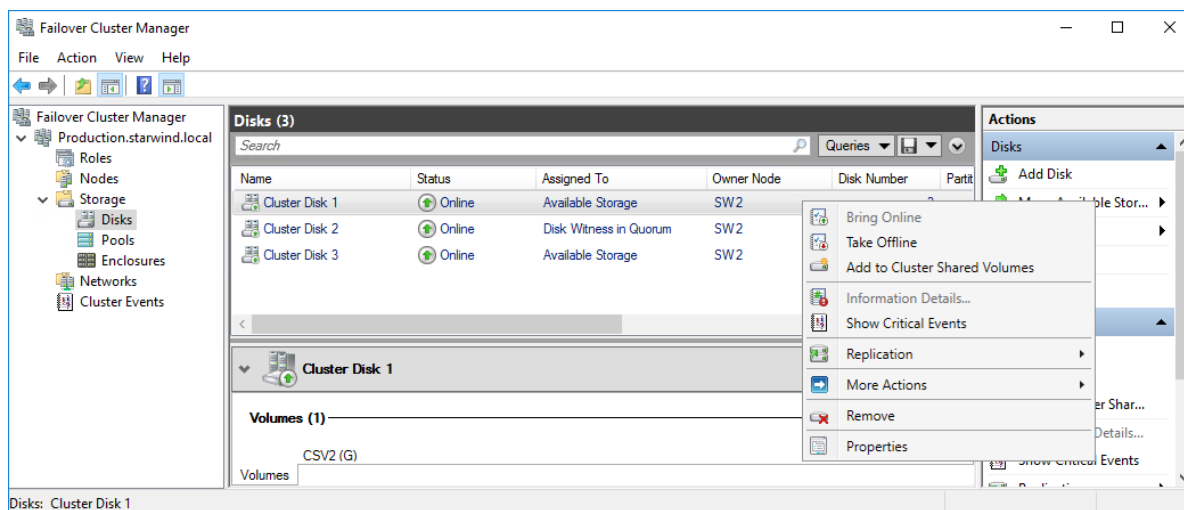 Failover Cluster Manager
File Action View Help
Failover Cluster Manager
Production.starwind.local
Roles
Nodes
Storage
Disks
Pools
Enclosures
Networks
Cluster Events
Disks (3)
Search
Queries
Name Status Assigned To Owner Node Disk Number Partit
Cluster Disk 1 Online Available Storage SW2
Cluster Disk 2 Online Disk Witness in Quorum SW2
Cluster Disk 3 Online Available Storage SW2
Cluster Disk 1
Volumes (1)
CSV2 (G)
Volumes
Bring Online
Take Offline
Add to Cluster Shared Volumes
Information Details...
Show Critical Events
Replication
More Actions
Remove
Properties
Actions
Disks
Add Disk
ble Stor...
er Shar...
Details...
Show Critical Events
Disks: Cluster Disk 1